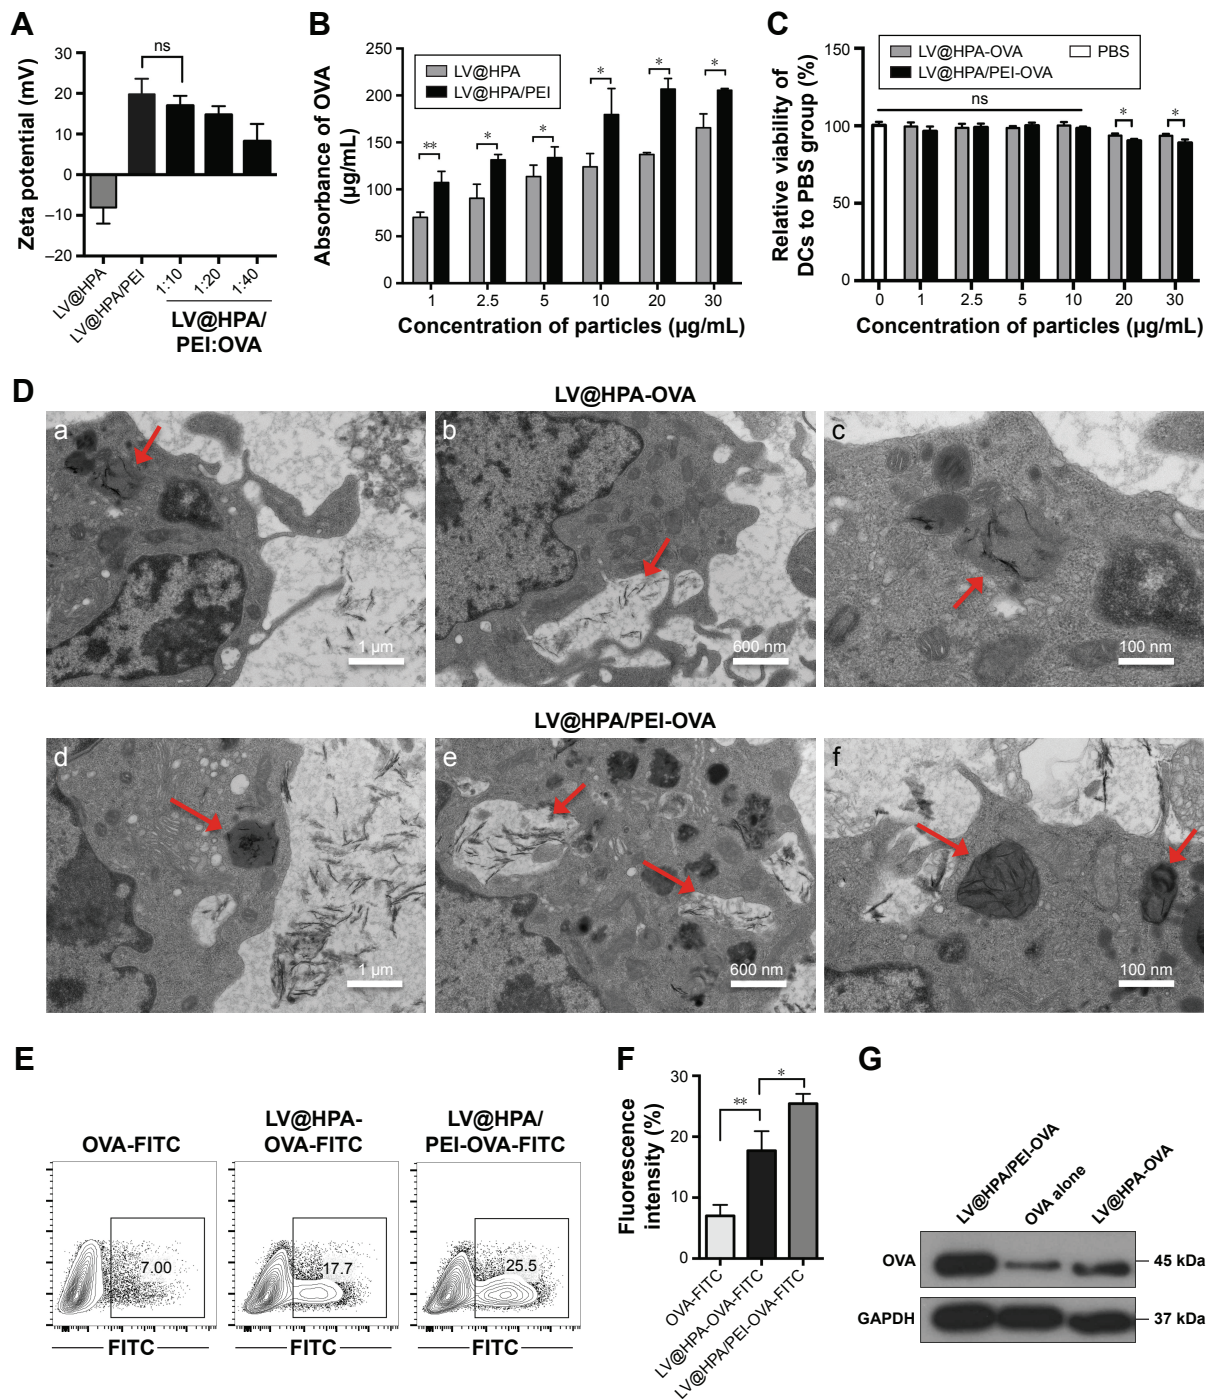 A
Zeta potential (mV)
30
20
10
0
–10
–20
ns
LV@HPA
LV@HPA/PEI
1:10
1:20
1:40
LV@HPA/
PEI:OVA
B
Absorbance of OVA
(µg/mL)
250
200
150
100
50
0
LV@HPA
LV@HPA/PEI
**
*
*
*
*
*
1
2.5
5
10
20
30
Concentration of particles (µg/mL)
C
Relative viability of
DCs to PBS group (%)
150
100
50
0
LV@HPA-OVA
PBS
LV@HPA/PEI-OVA
ns
*
*
0
1
2.5
5
10
20
30
Concentration of particles (µg/mL)
D
LV@HPA-OVA
a
1 µm
b
600 nm
c
100 nm
LV@HPA/PEI-OVA
d
1 µm
e
600 nm
f
100 nm
E
OVA-FITC
LV@HPA-
OVA-FITC
LV@HPA/
PEI-OVA-FITC
7.00
17.7
25.5
FITC
FITC
FITC
F
Fluorescence
intensity (%)
30
20
10
0
**
*
OVA-FITC
LV@HPA-OVA-FITC
LV@HPA/PEI-OVA-FITC
G
LV@HPA/PEI-OVA
OVA alone
LV@HPA-OVA
OVA
45 kDa
GAPDH
37 kDa